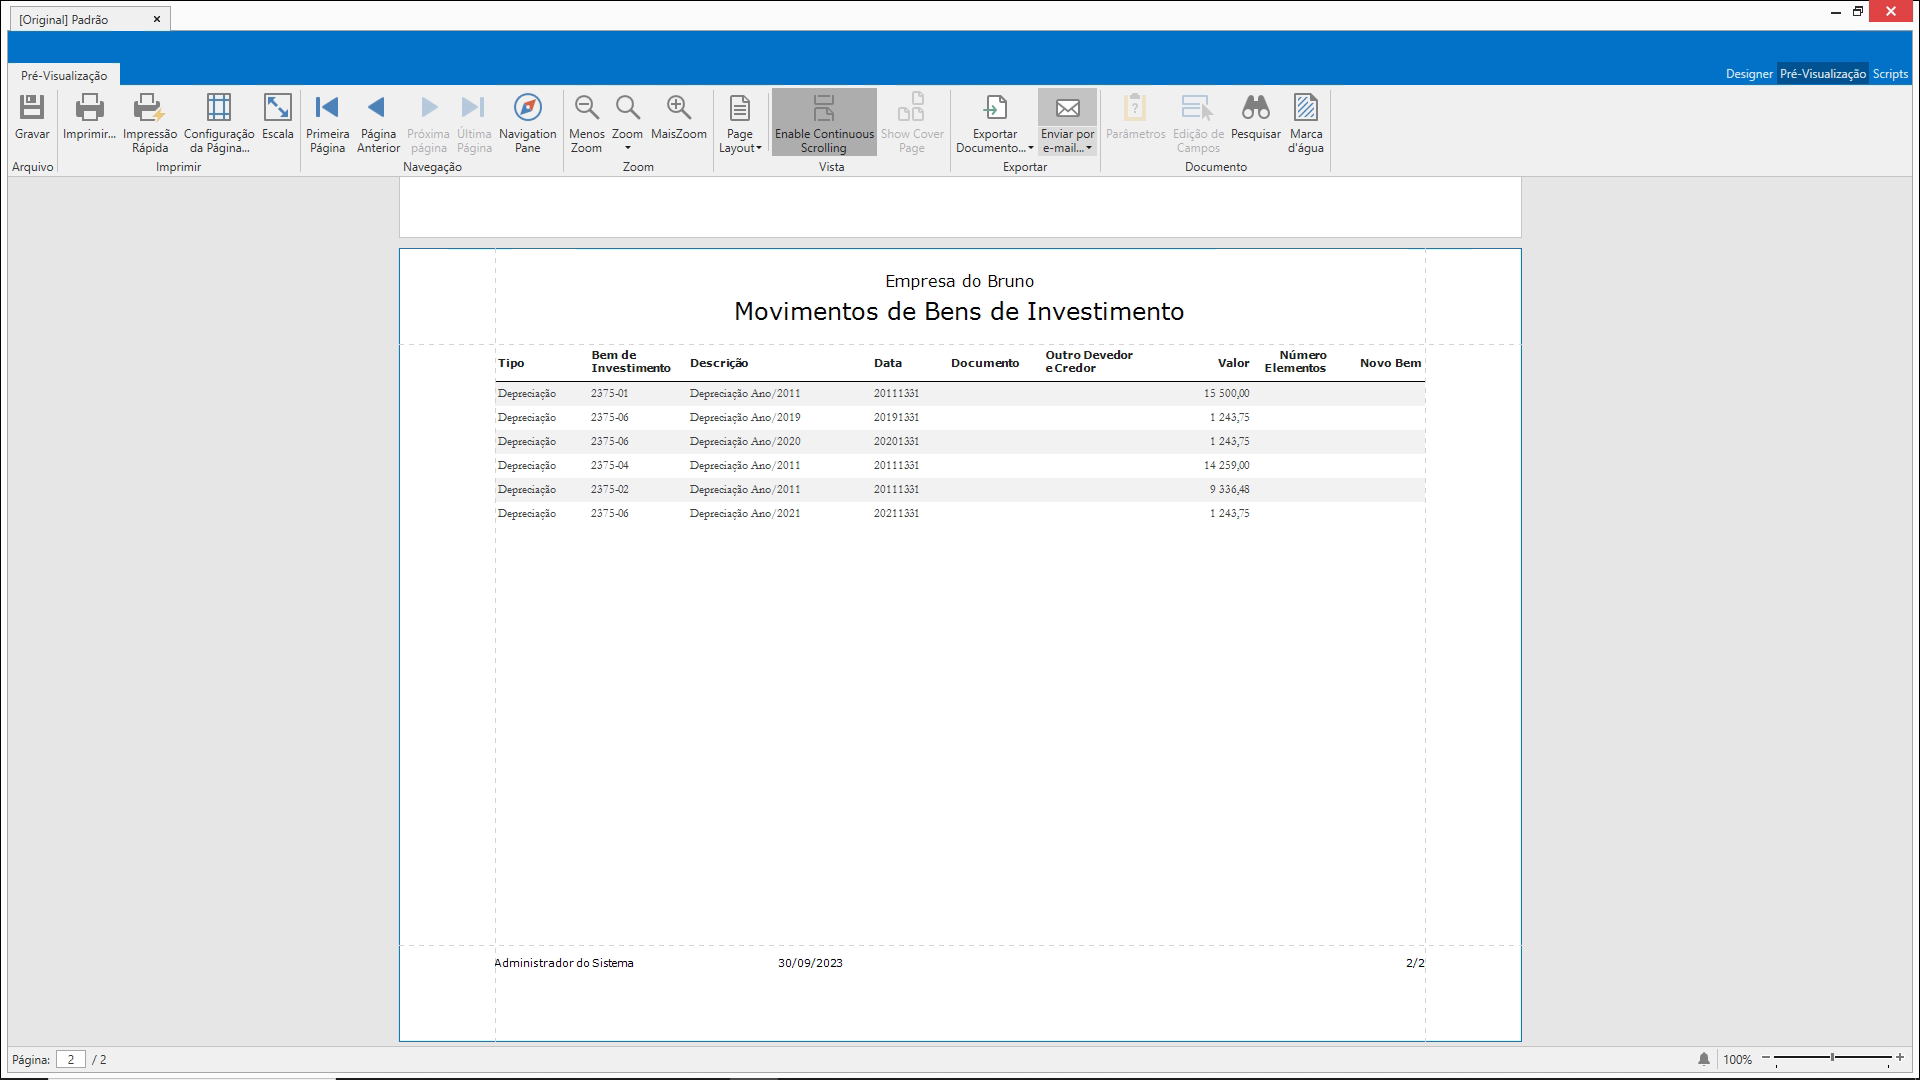 [Original] Padrão
Designer Pré-Visualização Scripts
Pré-Visualização
Gravar
Imprimir...
Impressão Rápida
Configuração da Página...
Escala
Primeira Página
Página Anterior
Próxima página
Última Página
Navigation Pane
Menos Zoom
Zoom
MaisZoom
Page Layout
Enable Continuous Scrolling
Show Cover Page
Exportar Documento...
Enviar por e-mail...
Parâmetros
Edição de Campos
Pesquisar
Marca d'água
Arquivo Imprimir Navegação Zoom Vista Exportar Documento
Empresa do Bruno
Movimentos de Bens de Investimento
Tipo Bem de Investimento Descrição Data Documento Outro Devedor e Credor Valor Número Elementos Novo Bem
Depreciação 2375-01 Depreciação Ano/2011 20111331 15 500,00
Depreciação 2375-06 Depreciação Ano/2019 20191331 1 243,75
Depreciação 2375-06 Depreciação Ano/2020 20201331 1 243,75
Depreciação 2375-04 Depreciação Ano/2011 20111331 14 259,00
Depreciação 2375-02 Depreciação Ano/2011 20111331 9 336,48
Depreciação 2375-06 Depreciação Ano/2021 20211331 1 243,75
Administrador do Sistema 30/09/2023 2/2
Página: 2 / 2 100%